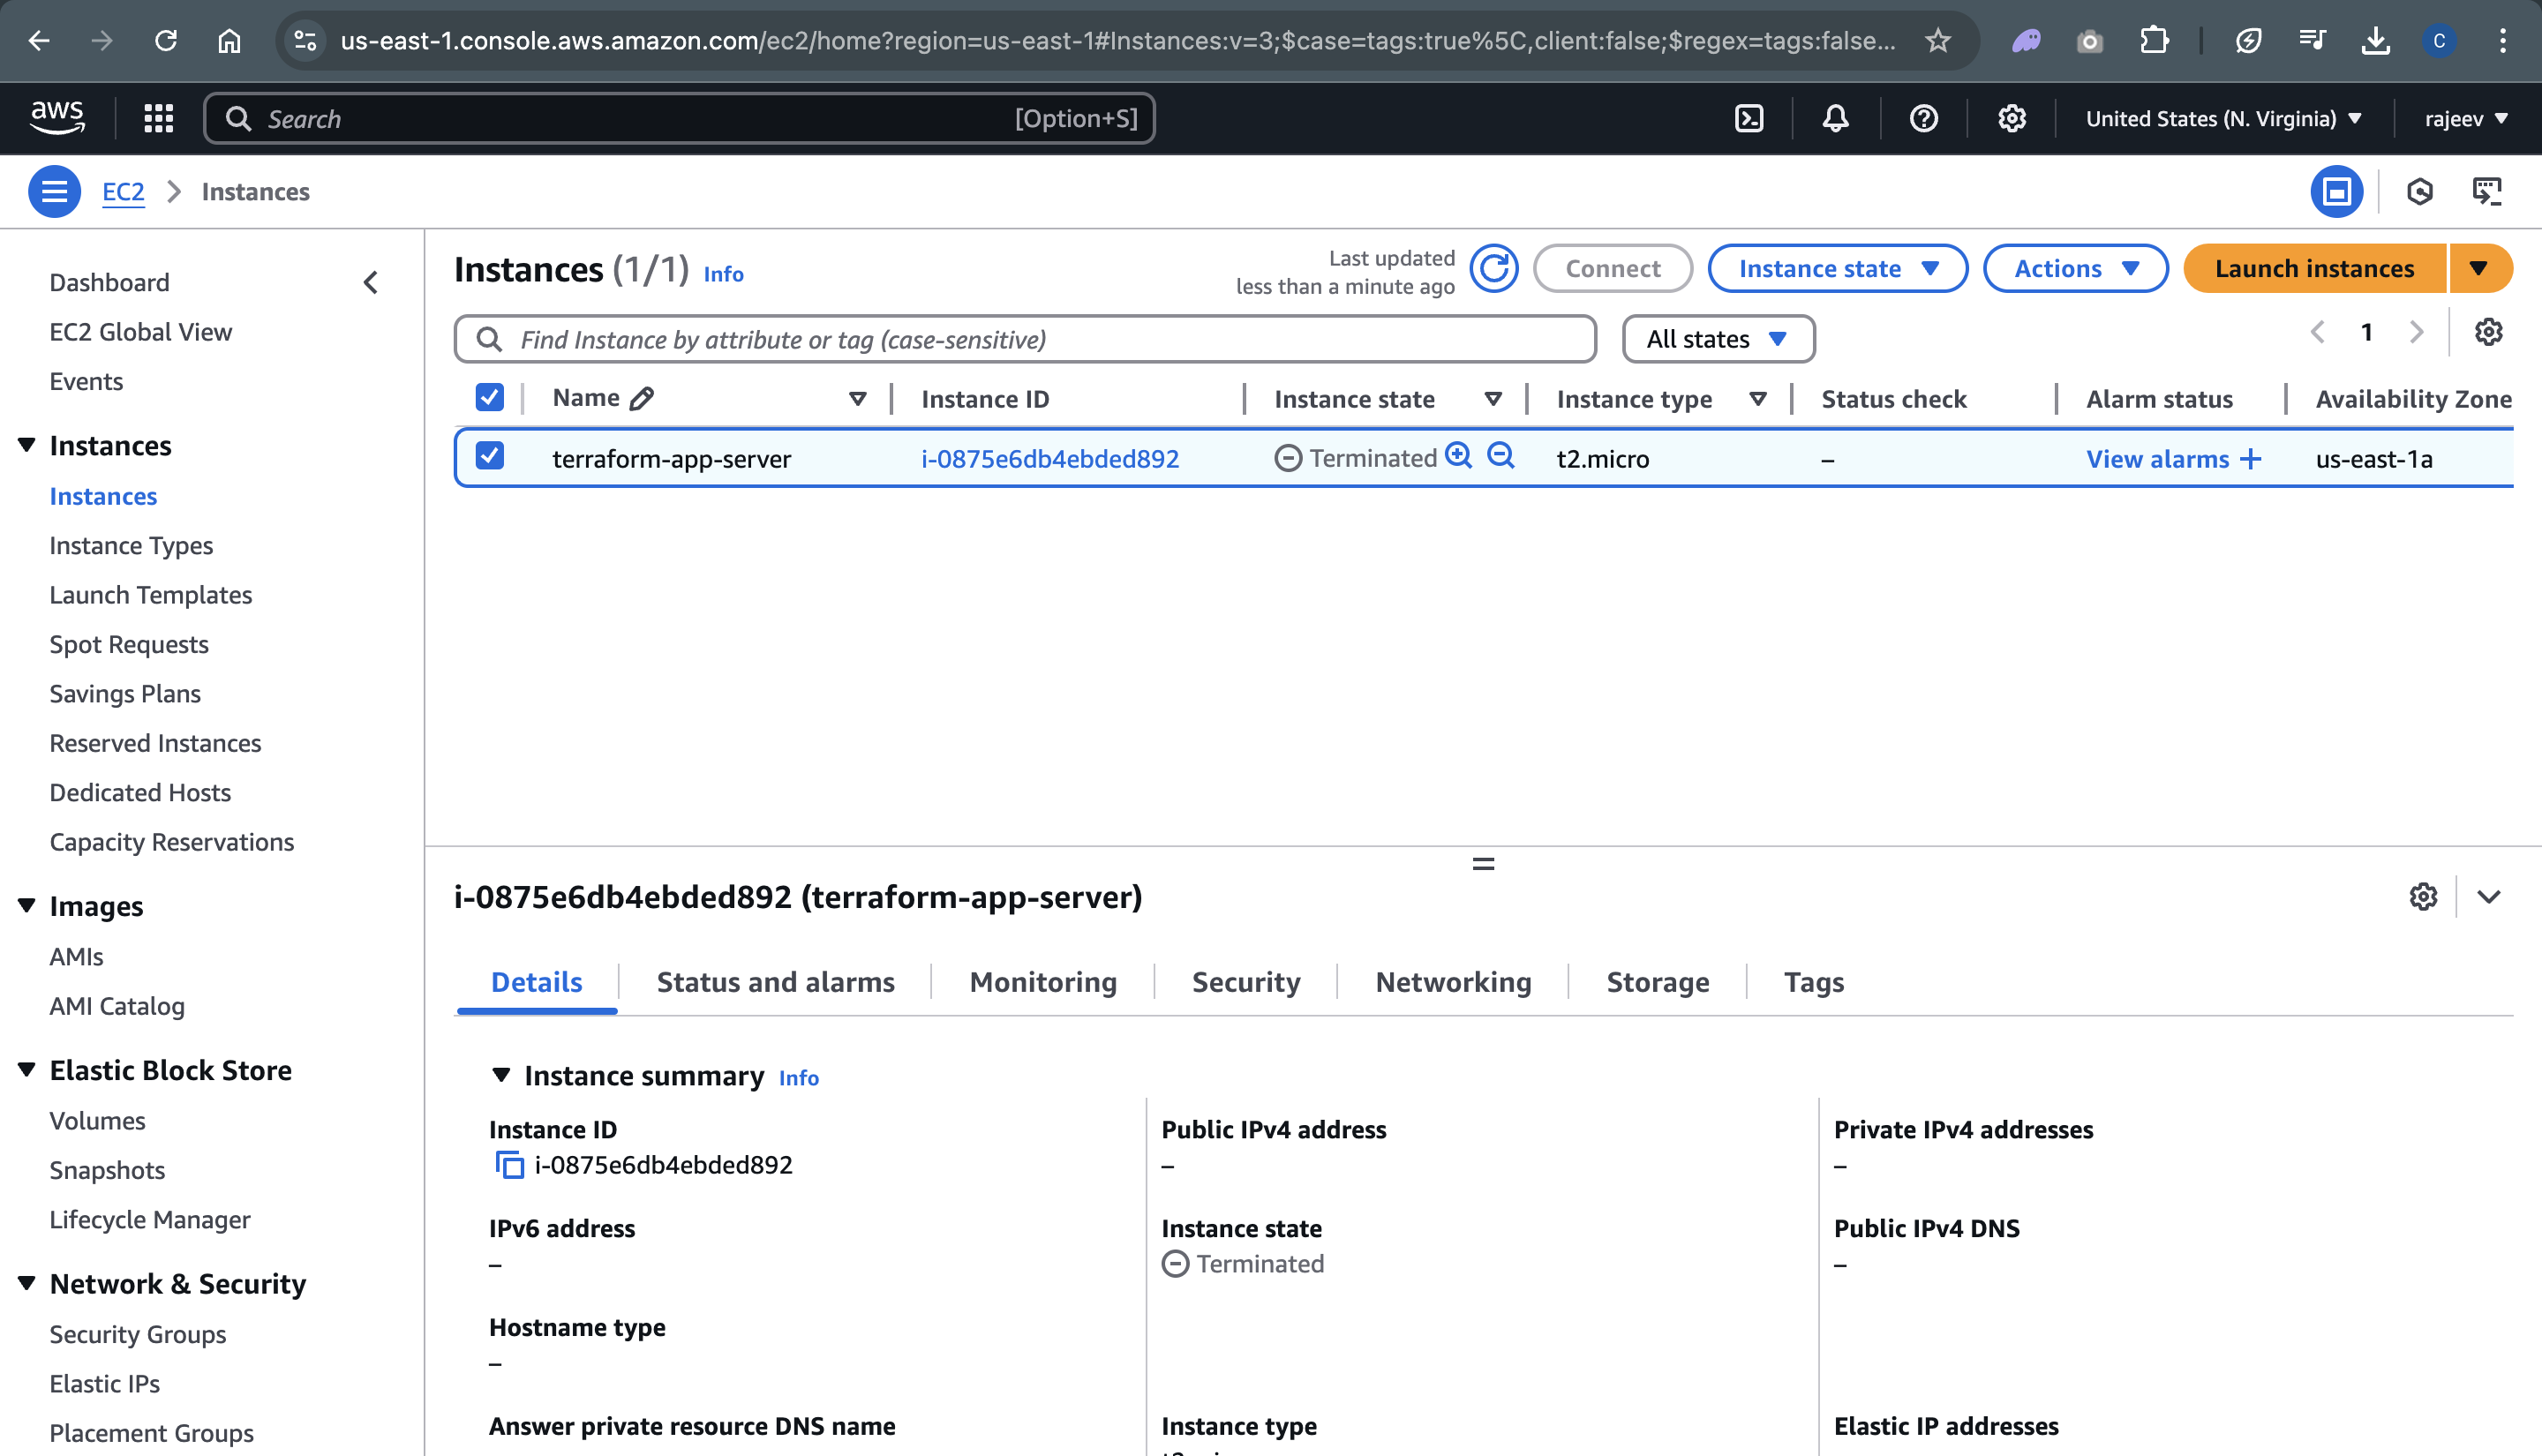 us-east-1.console.aws.amazon.com/ec2/home?region=us-east-1#Instances:v=3;$case=tags:true%5C,client:false;$regex=tags:false...
C
aws
Search
[Option+S]
United States (N. Virginia)
rajeev
EC2
Instances
Dashboard
EC2 Global View
Events
Instances
Instances
Instance Types
Launch Templates
Spot Requests
Savings Plans
Reserved Instances
Dedicated Hosts
Capacity Reservations
Images
AMIs
AMI Catalog
Elastic Block Store
Volumes
Snapshots
Lifecycle Manager
Network & Security
Security Groups
Elastic IPs
Placement Groups
Instances (1/1) Info
Last updated
less than a minute ago
Connect
Instance state
Actions
Launch instances
Find Instance by attribute or tag (case-sensitive)
All states
1
Name Instance ID Instance state Instance type Status check Alarm status Availability Zone
terraform-app-server i-0875e6db4ebded892 Terminated t2.micro – View alarms + us-east-1a
i-0875e6db4ebded892 (terraform-app-server)
Details Status and alarms Monitoring Security Networking Storage Tags
Instance summary Info
Instance ID
i-0875e6db4ebded892
Public IPv4 address
–
Private IPv4 addresses
–
IPv6 address
–
Instance state
Terminated
Public IPv4 DNS
–
Hostname type
–
Answer private resource DNS name
Instance type
Elastic IP addresses